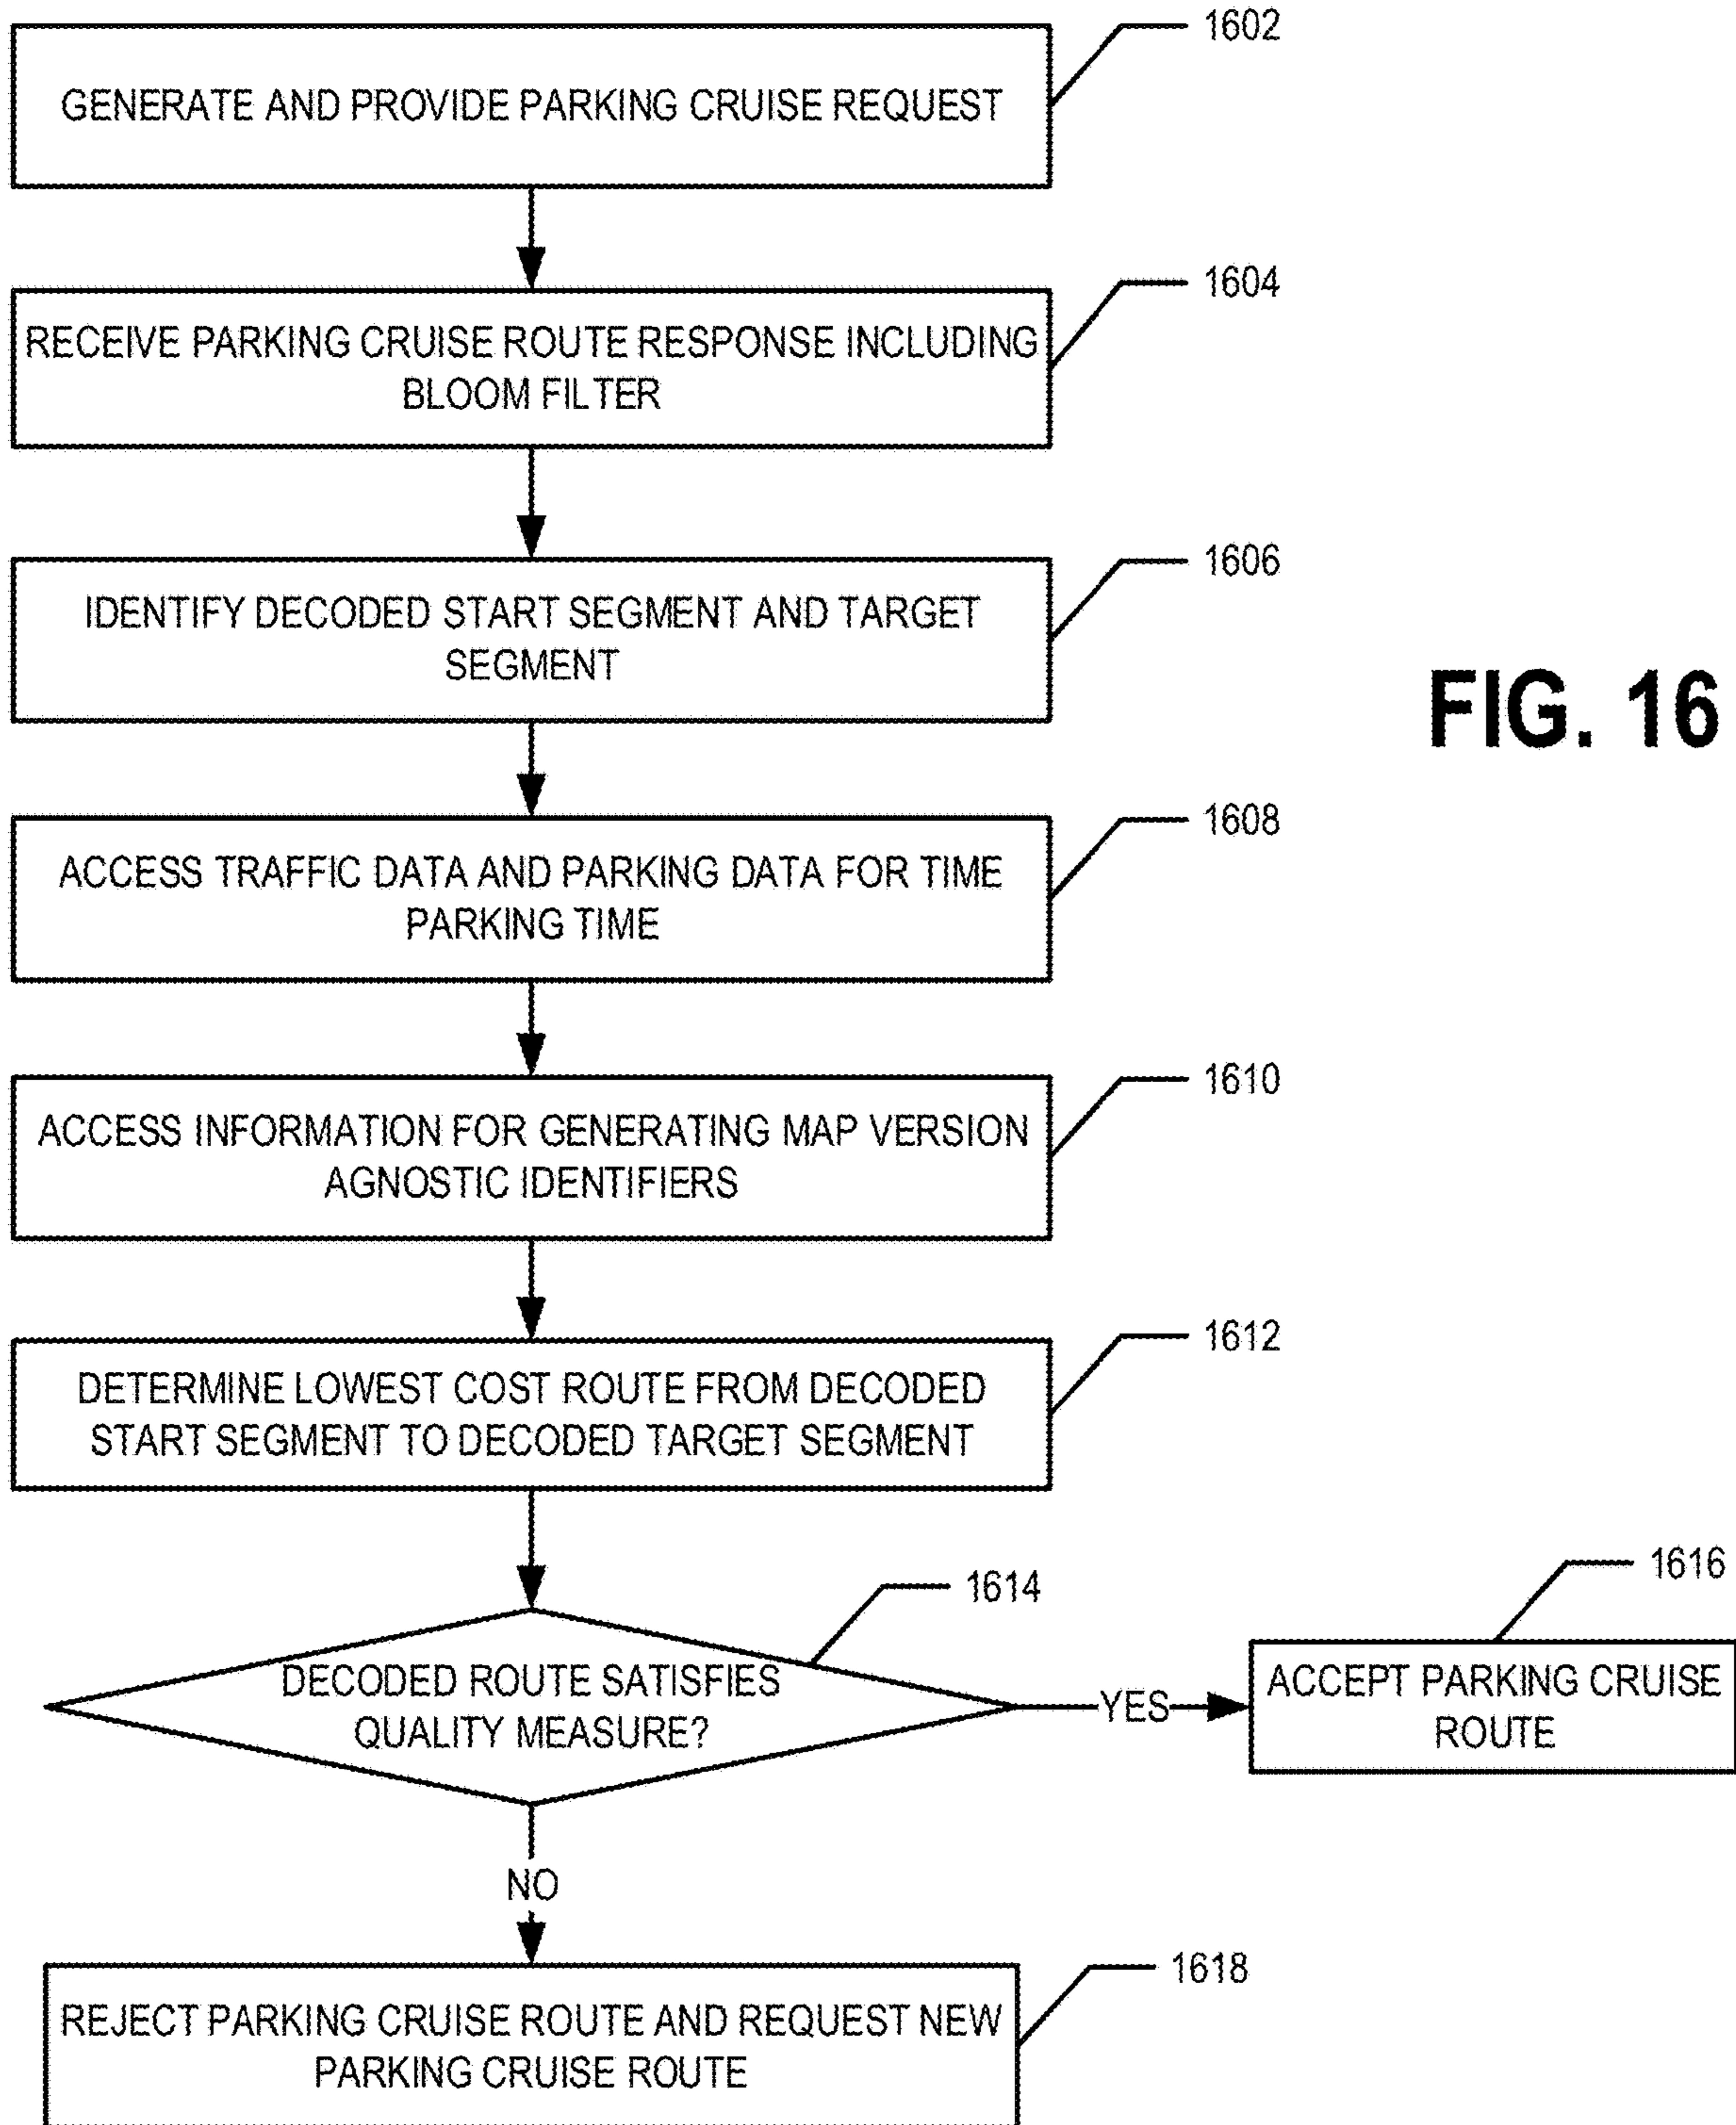 1602
GENERATE AND PROVIDE PARKING CRUISE REQUEST
1604
RECEIVE PARKING CRUISE ROUTE RESPONSE INCLUDING
BLOOM FILTER
1606
IDENTIFY DECODED START SEGMENT AND TARGET
SEGMENT
FIG. 16
1608
ACCESS TRAFFIC DATA AND PARKING DATA FOR TIME
PARKING TIME
1610
ACCESS INFORMATION FOR GENERATING MAP VERSION
AGNOSTIC IDENTIFIERS
1612
DETERMINE LOWEST COST ROUTE FROM DECODED
START SEGMENT TO DECODED TARGET SEGMENT
1614
DECODED ROUTE SATISFIES
QUALITY MEASURE?
YES
1616
ACCEPT PARKING CRUISE
ROUTE
NO
1618
REJECT PARKING CRUISE ROUTE AND REQUEST NEW
PARKING CRUISE ROUTE